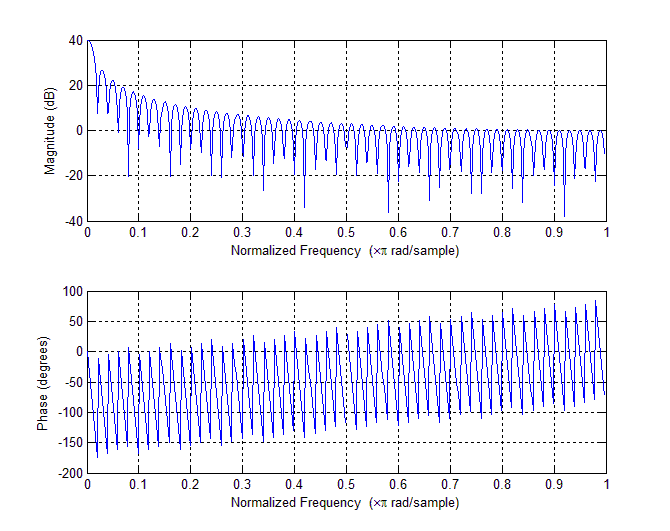 40
20
0
-20
-40
Magnitude (dB)
0 0.1 0.2 0.3 0.4 0.5 0.6 0.7 0.8 0.9 1
Normalized Frequency (×π rad/sample)
100
50
0
-50
-100
-150
-200
Phase (degrees)
0 0.1 0.2 0.3 0.4 0.5 0.6 0.7 0.8 0.9 1
Normalized Frequency (×π rad/sample)